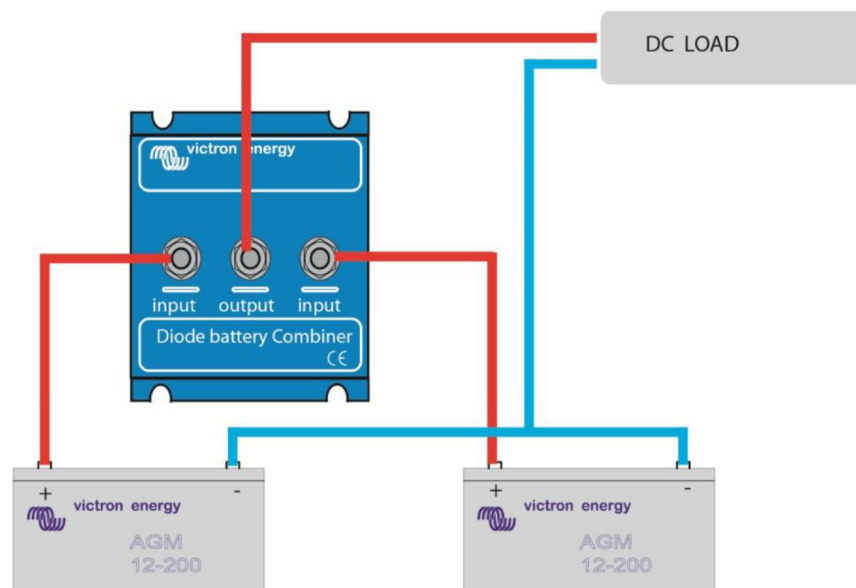 DC LOAD
victron energy
input output input
Diode battery Combiner
CE
+ -
victron energy
AGM
12-200
+ -
victron energy
AGM
12-200